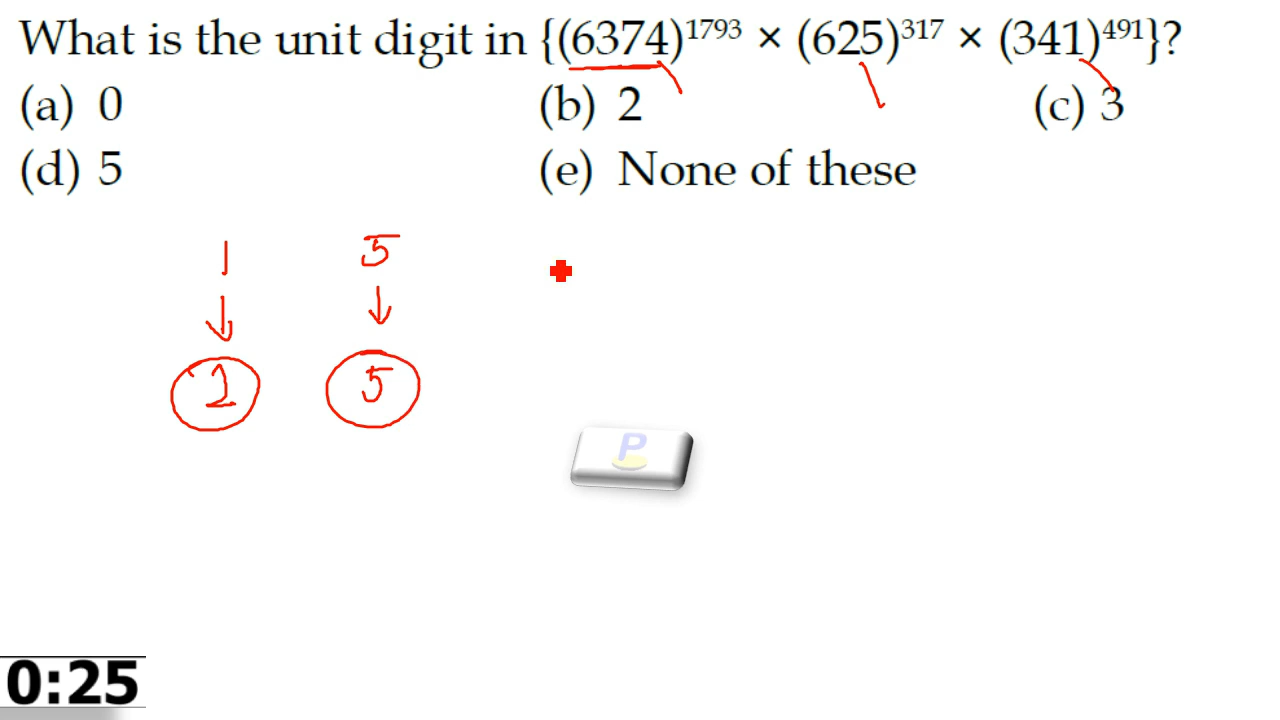 What is the unit digit in {(6374)¹⁷⁹³ × (625)³¹⁷ × (341)⁴⁹¹}?
(a) 0 (b) 2 (c) 3
(d) 5 (e) None of these
1 5
↓ ↓
1 5
P
0:25